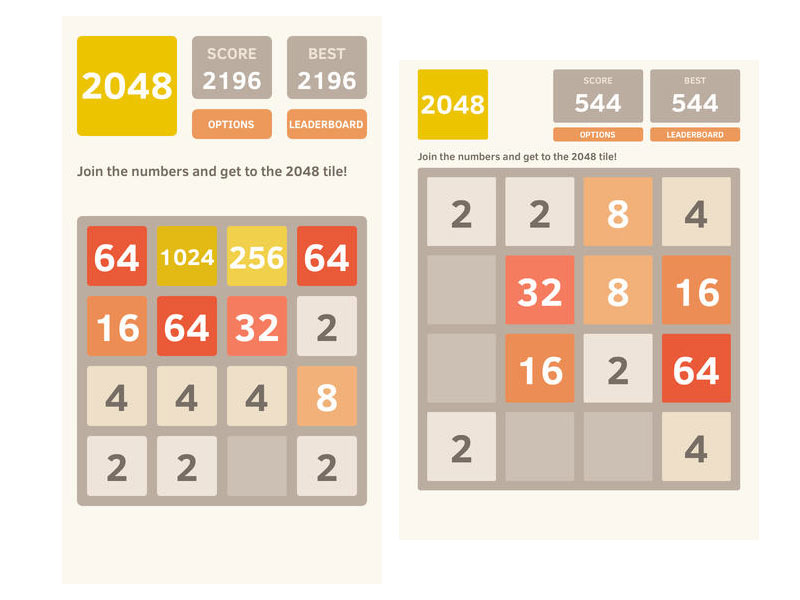 2048
SCORE
2196
BEST
2196
OPTIONS
LEADERBOARD
Join the numbers and get to the 2048 tile!
64 1024 256 64
16 64 32 2
4 4 4 8
2 2 2
2048
SCORE
544
BEST
544
OPTIONS
LEADERBOARD
Join the numbers and get to the 2048 tile!
2 2 8 4
32 8 16
16 2 64
2 4